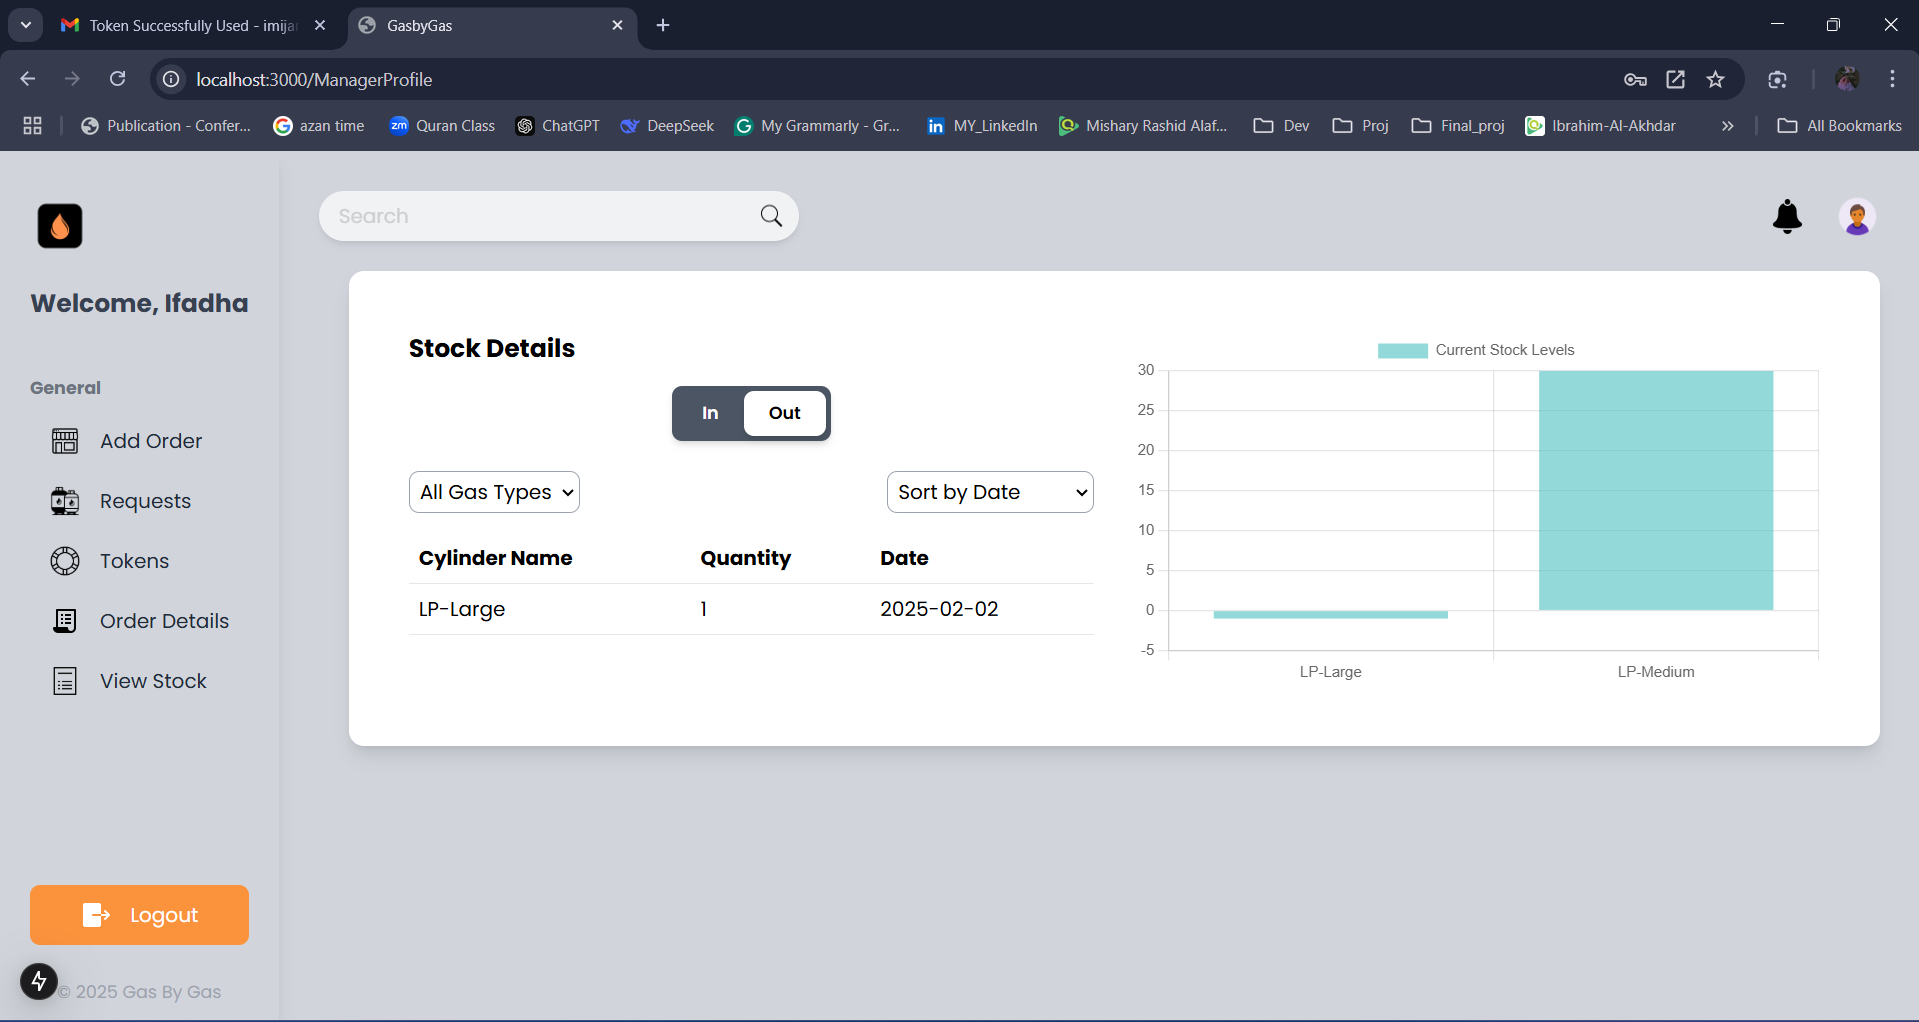 Token Successfully Used - imija
GasbyGas
localhost:3000/ManagerProfile
Publication - Confer...
azan time
zm
Quran Class
ChatGPT
DeepSeek
My Grammarly - Gr...
in
MY_LinkedIn
Mishary Rashid Alaf...
Dev
Proj
Final_proj
Ibrahim-Al-Akhdar
All Bookmarks
Search
Welcome, Ifadha
General
Add Order
Requests
Tokens
Order Details
View Stock
Logout
© 2025 Gas By Gas
Stock Details
In Out
All Gas Types
Sort by Date
Cylinder Name Quantity Date
LP-Large 1 2025-02-02
Current Stock Levels
30
25
20
15
10
5
0
-5
LP-Large LP-Medium